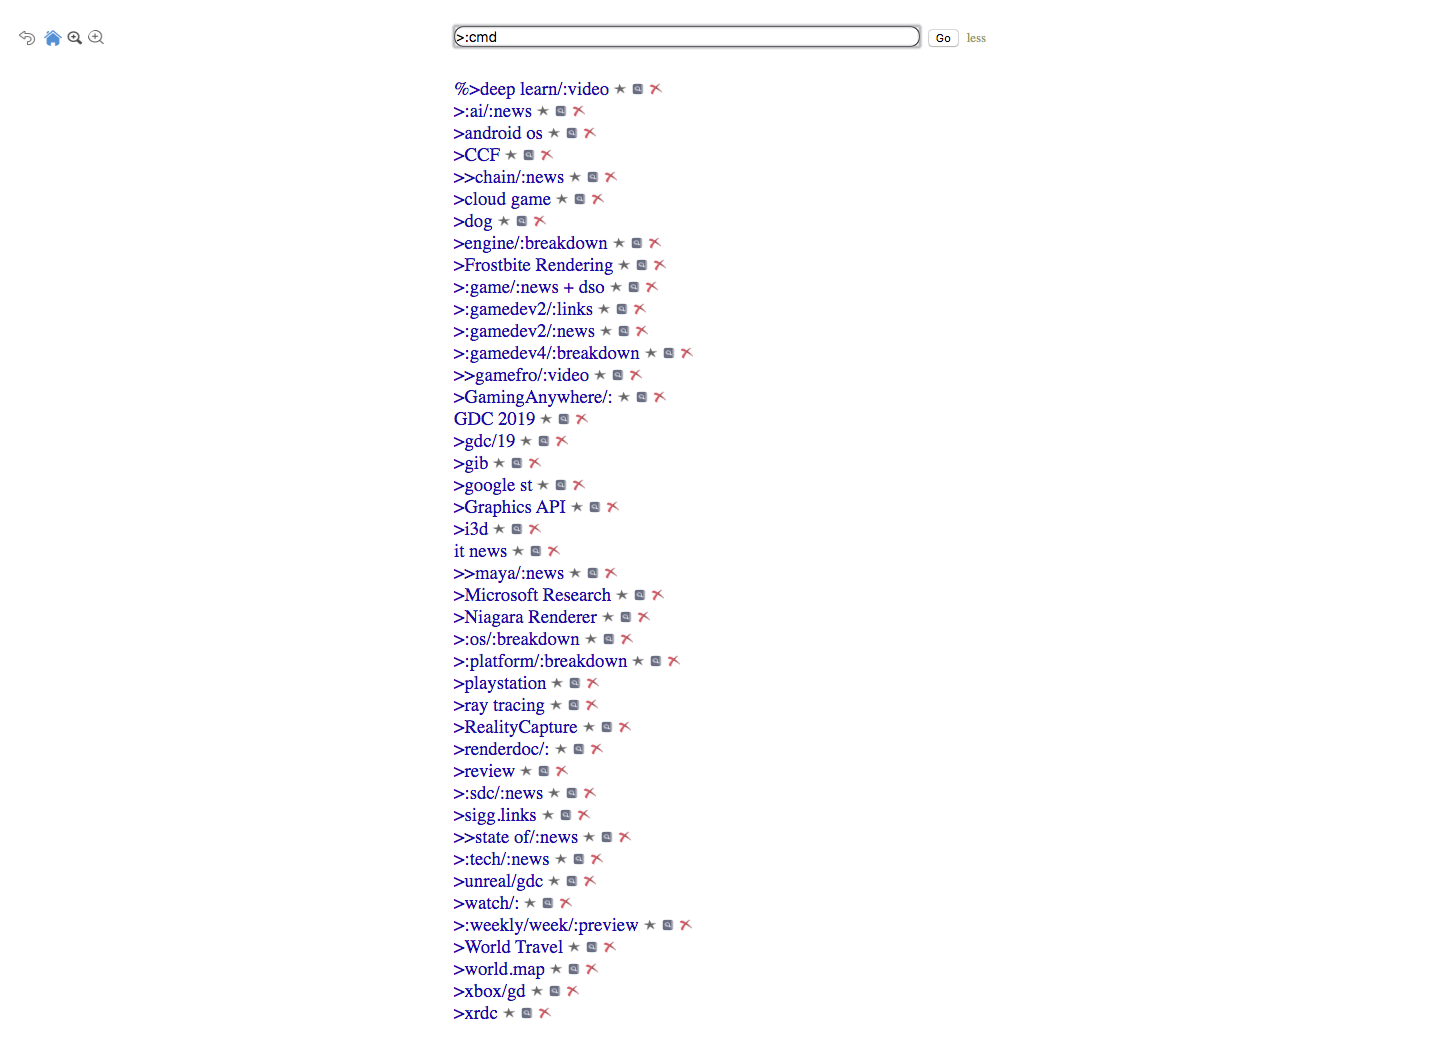 >:cmd Go less
%>deep learn/:video
>:ai/:news
>android os
>CCF
>>chain/:news
>cloud game
>dog
>engine/:breakdown
>Frostbite Rendering
>:game/:news + dso
>:gamedev2/:links
>:gamedev2/:news
>:gamedev4/:breakdown
>>gamefro/:video
>GamingAnywhere/:
GDC 2019
>gdc/19
>gib
>google st
>Graphics API
>i3d
it news
>>maya/:news
>Microsoft Research
>Niagara Renderer
>:os/:breakdown
>:platform/:breakdown
>playstation
>ray tracing
>RealityCapture
>renderdoc/:
>review
>:sdc/:news
>sigg.links
>>state of/:news
>:tech/:news
>unreal/gdc
>watch/:
>:weekly/week/:preview
>World Travel
>world.map
>xbox/gd
>xrdc